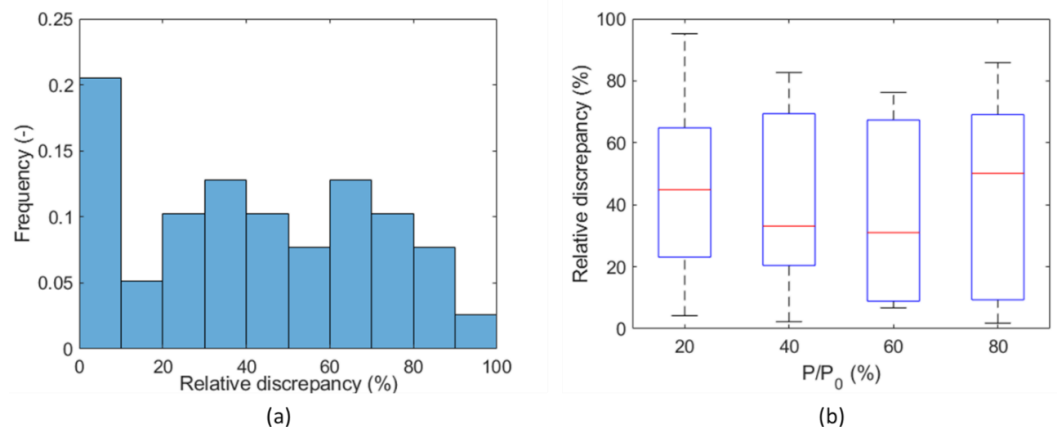 0.25
0.2
0.15
0.1
0.05
0
Frequency (-)
0 20 40 60 80 100
Relative discrepancy (%)
(a)
100
80
60
40
20
0
Relative discrepancy (%)
20 40 60 80
P/P₀ (%)
(b)